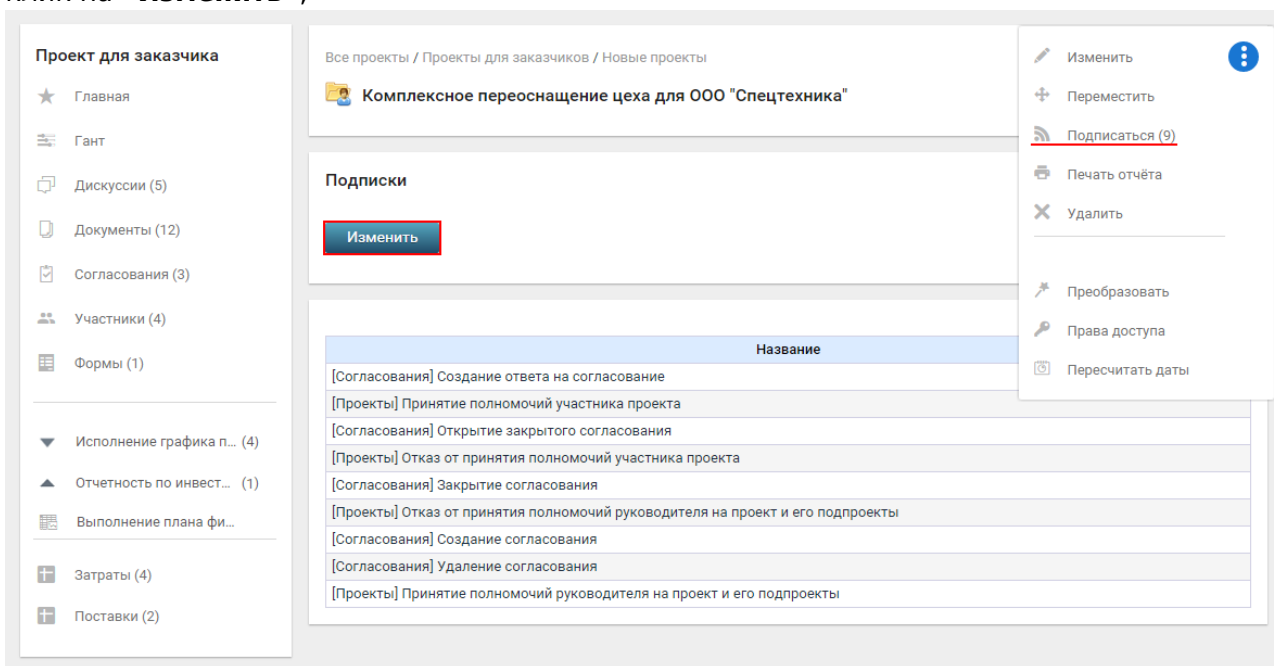 Проект для заказчика
Главная
Гант
Дискуссии (5)
Документы (12)
Согласования (3)
Участники (4)
Формы (1)
Исполнение графика п... (4)
Отчетность по инвест... (1)
Выполнение плана фи...
Затраты (4)
Поставки (2)
Все проекты / Проекты для заказчиков / Новые проекты
Комплексное переоснащение цеха для ООО "Спецтехника"
Подписки
Изменить
Название
[Согласования] Создание ответа на согласование
[Проекты] Принятие полномочий участника проекта
[Согласования] Открытие закрытого согласования
[Проекты] Отказ от принятия полномочий участника проекта
[Согласования] Закрытие согласования
[Проекты] Отказ от принятия полномочий руководителя на проект и его подпроекты
[Согласования] Создание согласования
[Согласования] Удаление согласования
[Проекты] Принятие полномочий руководителя на проект и его подпроекты
Изменить
Переместить
Подписаться (9)
Печать отчёта
Удалить
Преобразовать
Права доступа
Пересчитать даты